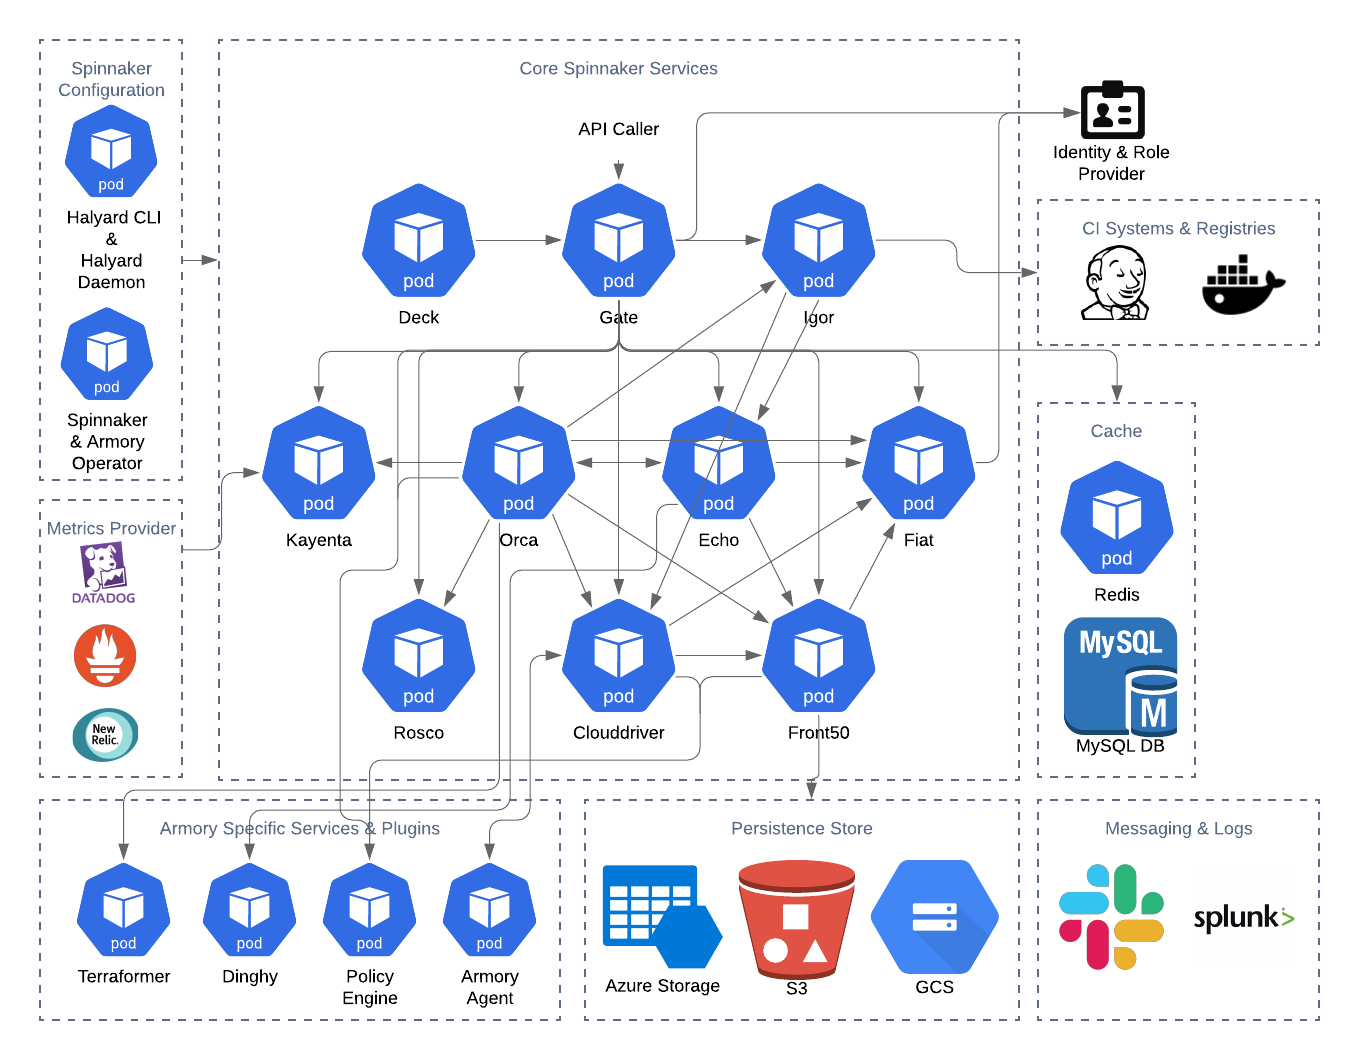 Spinnaker
Configuration
pod
Halyard CLI
&
Halyard
Daemon
pod
Spinnaker
& Armory
Operator
Metrics Provider
DATADOG
New
Relic.
Core Spinnaker Services
API Caller
pod
Deck
pod
Gate
pod
Igor
pod
Kayenta
pod
Orca
pod
Echo
pod
Fiat
pod
Rosco
pod
Clouddriver
pod
Front50
Identity & Role
Provider
CI Systems & Registries
Cache
pod
Redis
MySQL
M
MySQL DB
Armory Specific Services & Plugins
pod
Terraformer
pod
Dinghy
pod
Policy
Engine
pod
Armory
Agent
Persistence Store
Azure Storage
S3
GCS
Messaging & Logs
splunk>